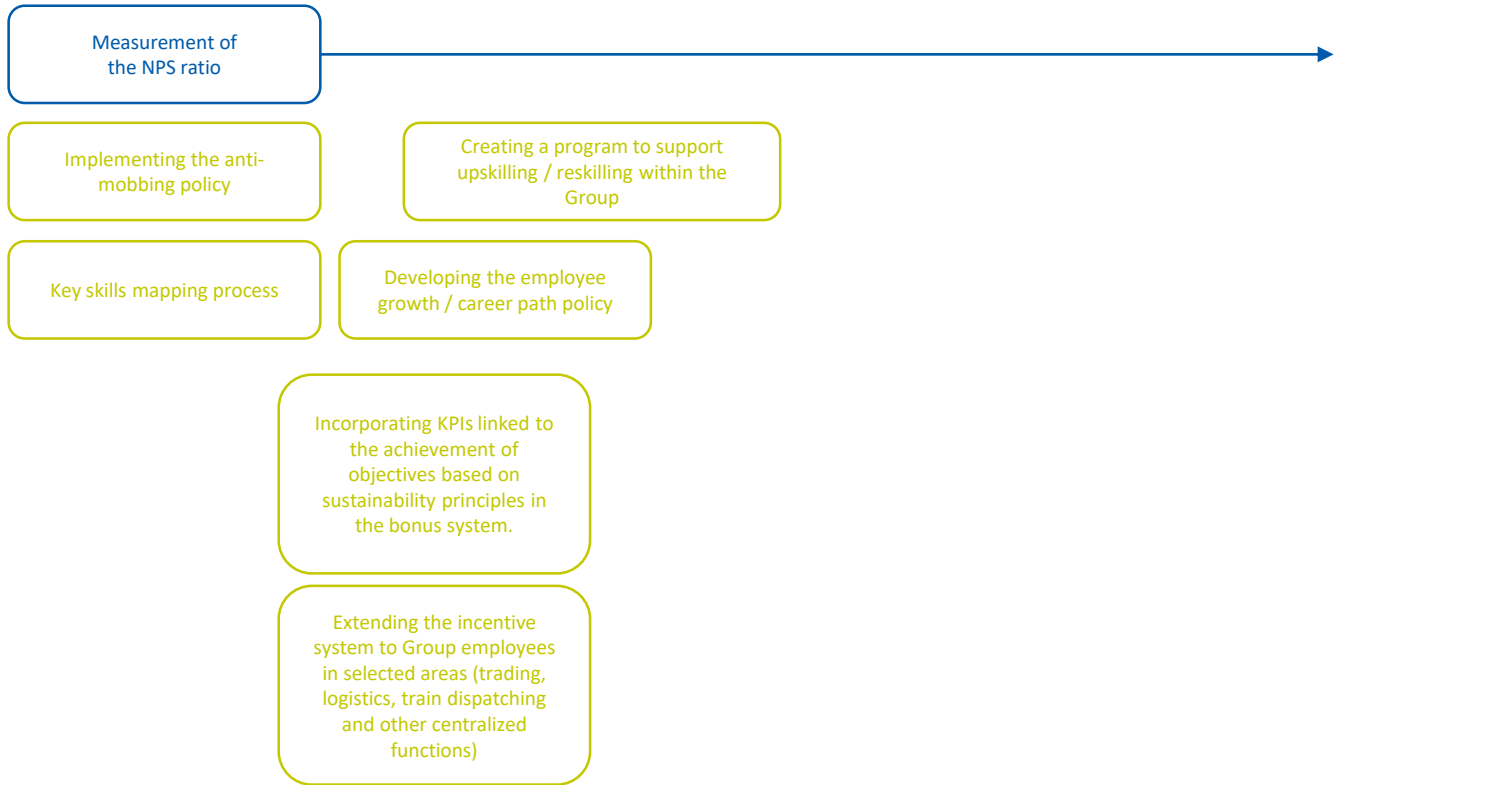 Measurement of
the NPS ratio
Implementing the anti-
mobbing policy
Creating a program to support
upskilling / reskilling within the
Group
Key skills mapping process
Developing the employee
growth / career path policy
Incorporating KPIs linked to
the achievement of
objectives based on
sustainability principles in
the bonus system.
Extending the incentive
system to Group employees
in selected areas (trading,
logistics, train dispatching
and other centralized
functions)